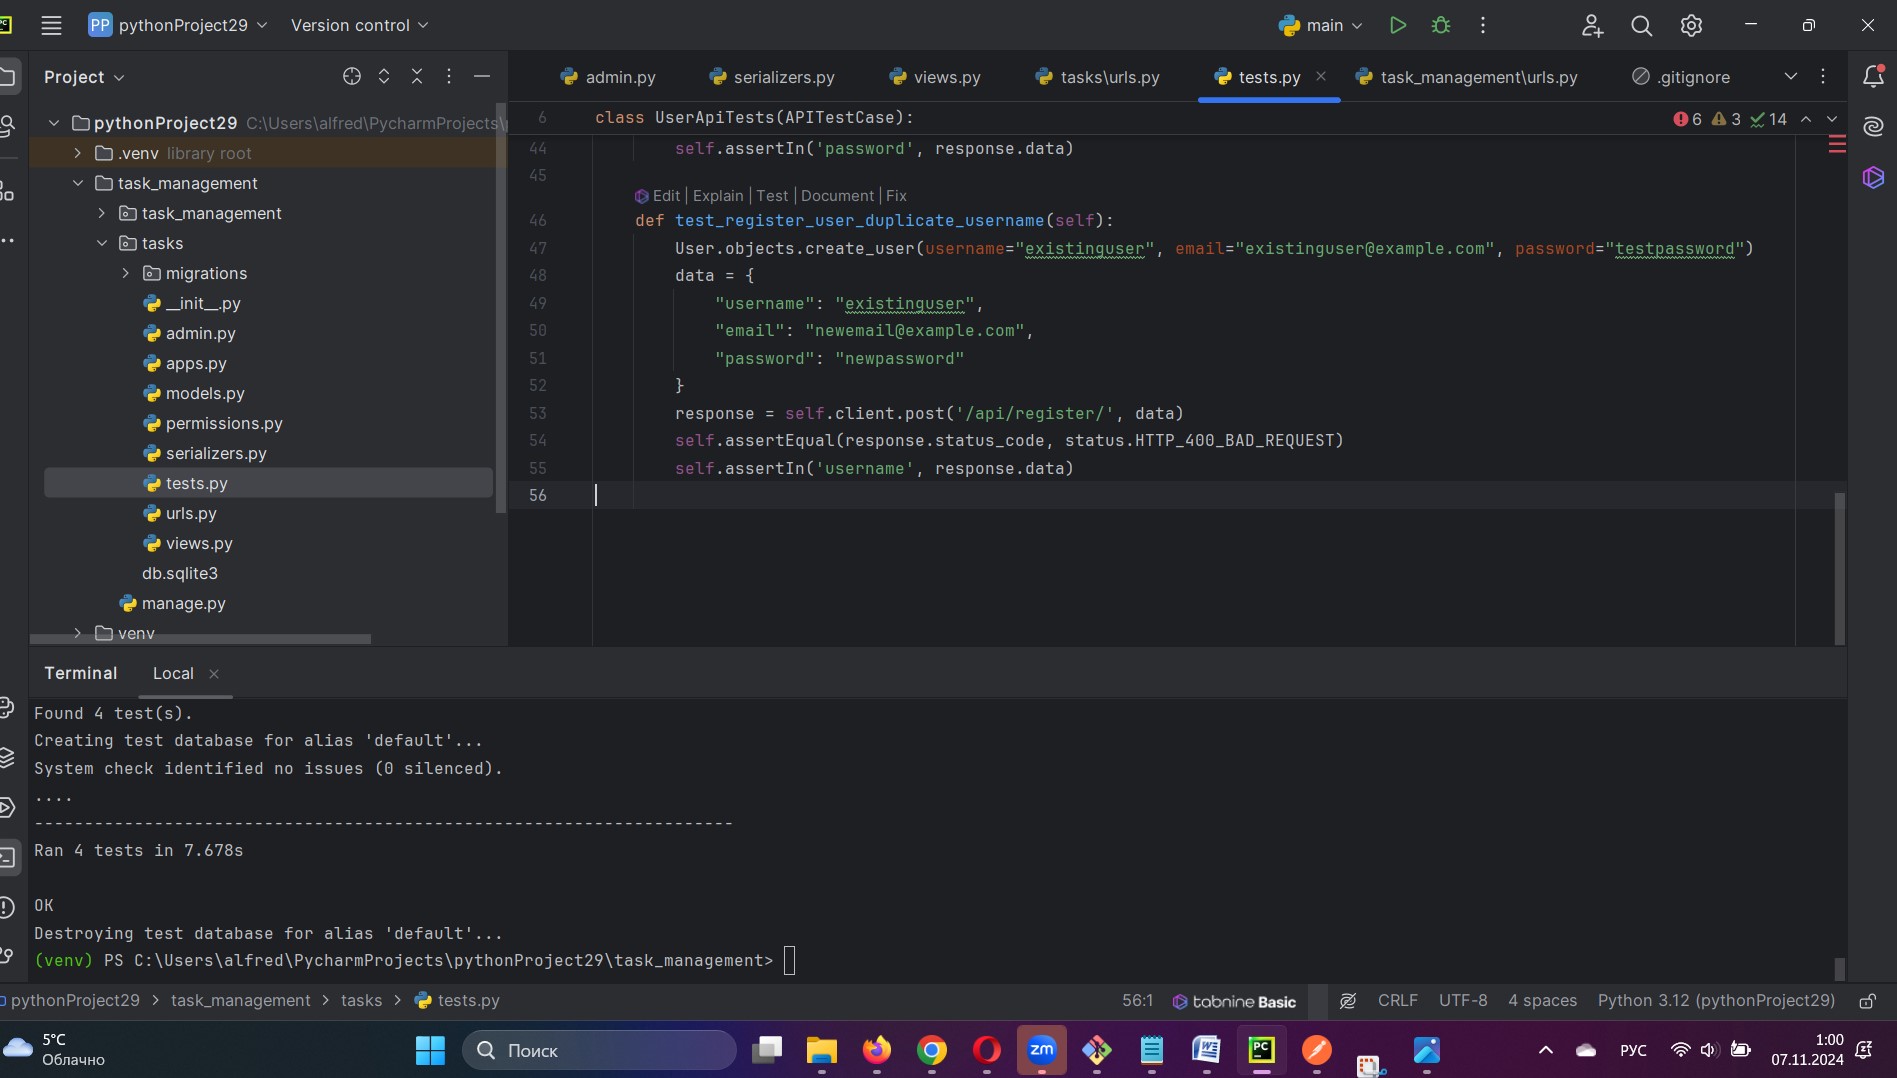 PP pythonProject29
Version control
main
Project
pythonProject29 C:\Users\alfred\PycharmProjects\
.venv library root
task_management
task_management
tasks
migrations
__init__.py
admin.py
apps.py
models.py
permissions.py
serializers.py
tests.py
urls.py
views.py
db.sqlite3
manage.py
venv
admin.py serializers.py views.py tasks\urls.py tests.py task_management\urls.py .gitignore
6 class UserApiTests(APITestCase):
6 3 14
44 self.assertIn('password', response.data)
45
Edit | Explain | Test | Document | Fix
46 def test_register_user_duplicate_username(self):
47 User.objects.create_user(username="existinguser", email="existinguser@example.com", password="testpassword")
48 data = {
49 "username": "existinguser",
50 "email": "newemail@example.com",
51 "password": "newpassword"
52 }
53 response = self.client.post('/api/register/', data)
54 self.assertEqual(response.status_code, status.HTTP_400_BAD_REQUEST)
55 self.assertIn('username', response.data)
56
Terminal Local
Found 4 test(s).
Creating test database for alias 'default'...
System check identified no issues (0 silenced).
....
----------------------------------------------------------------------
Ran 4 tests in 7.678s
OK
Destroying test database for alias 'default'...
(venv) PS C:\Users\alfred\PycharmProjects\pythonProject29\task_management>
pythonProject29 > task_management > tasks > tests.py
56:1 tabnine Basic CRLF UTF-8 4 spaces Python 3.12 (pythonProject29)
5°C
Облачно
Поиск
zm
PC
РУС
1:00
07.11.2024